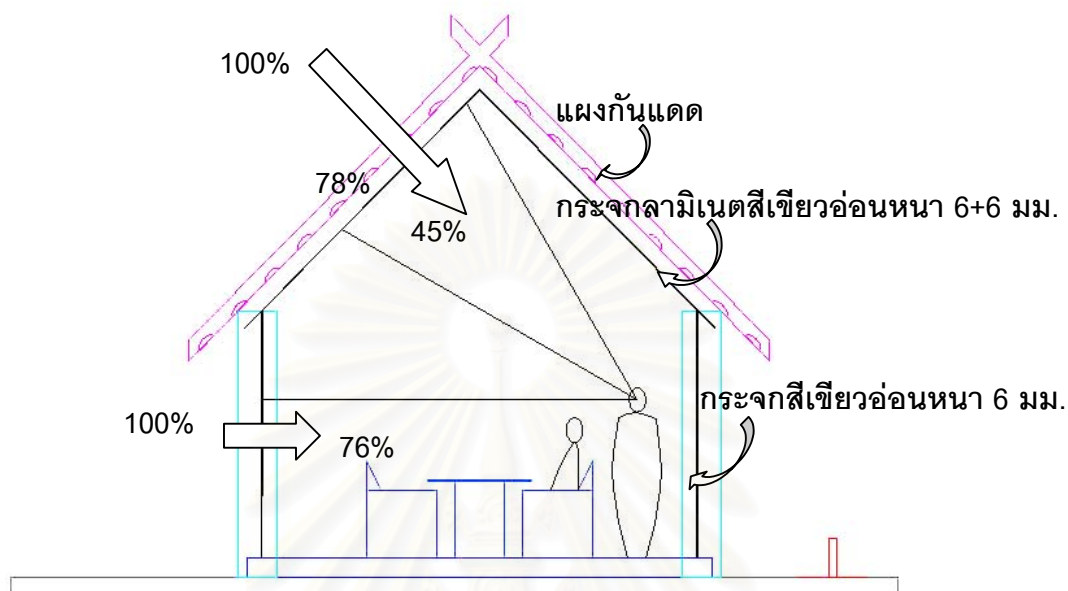 100%
แผงกันแดด
78%
กระจกลามิเนตสีเขียวอ่อนหนา 6+6 มม.
45%
กระจกสีเขียวอ่อนหนา 6 มม.
100%
76%